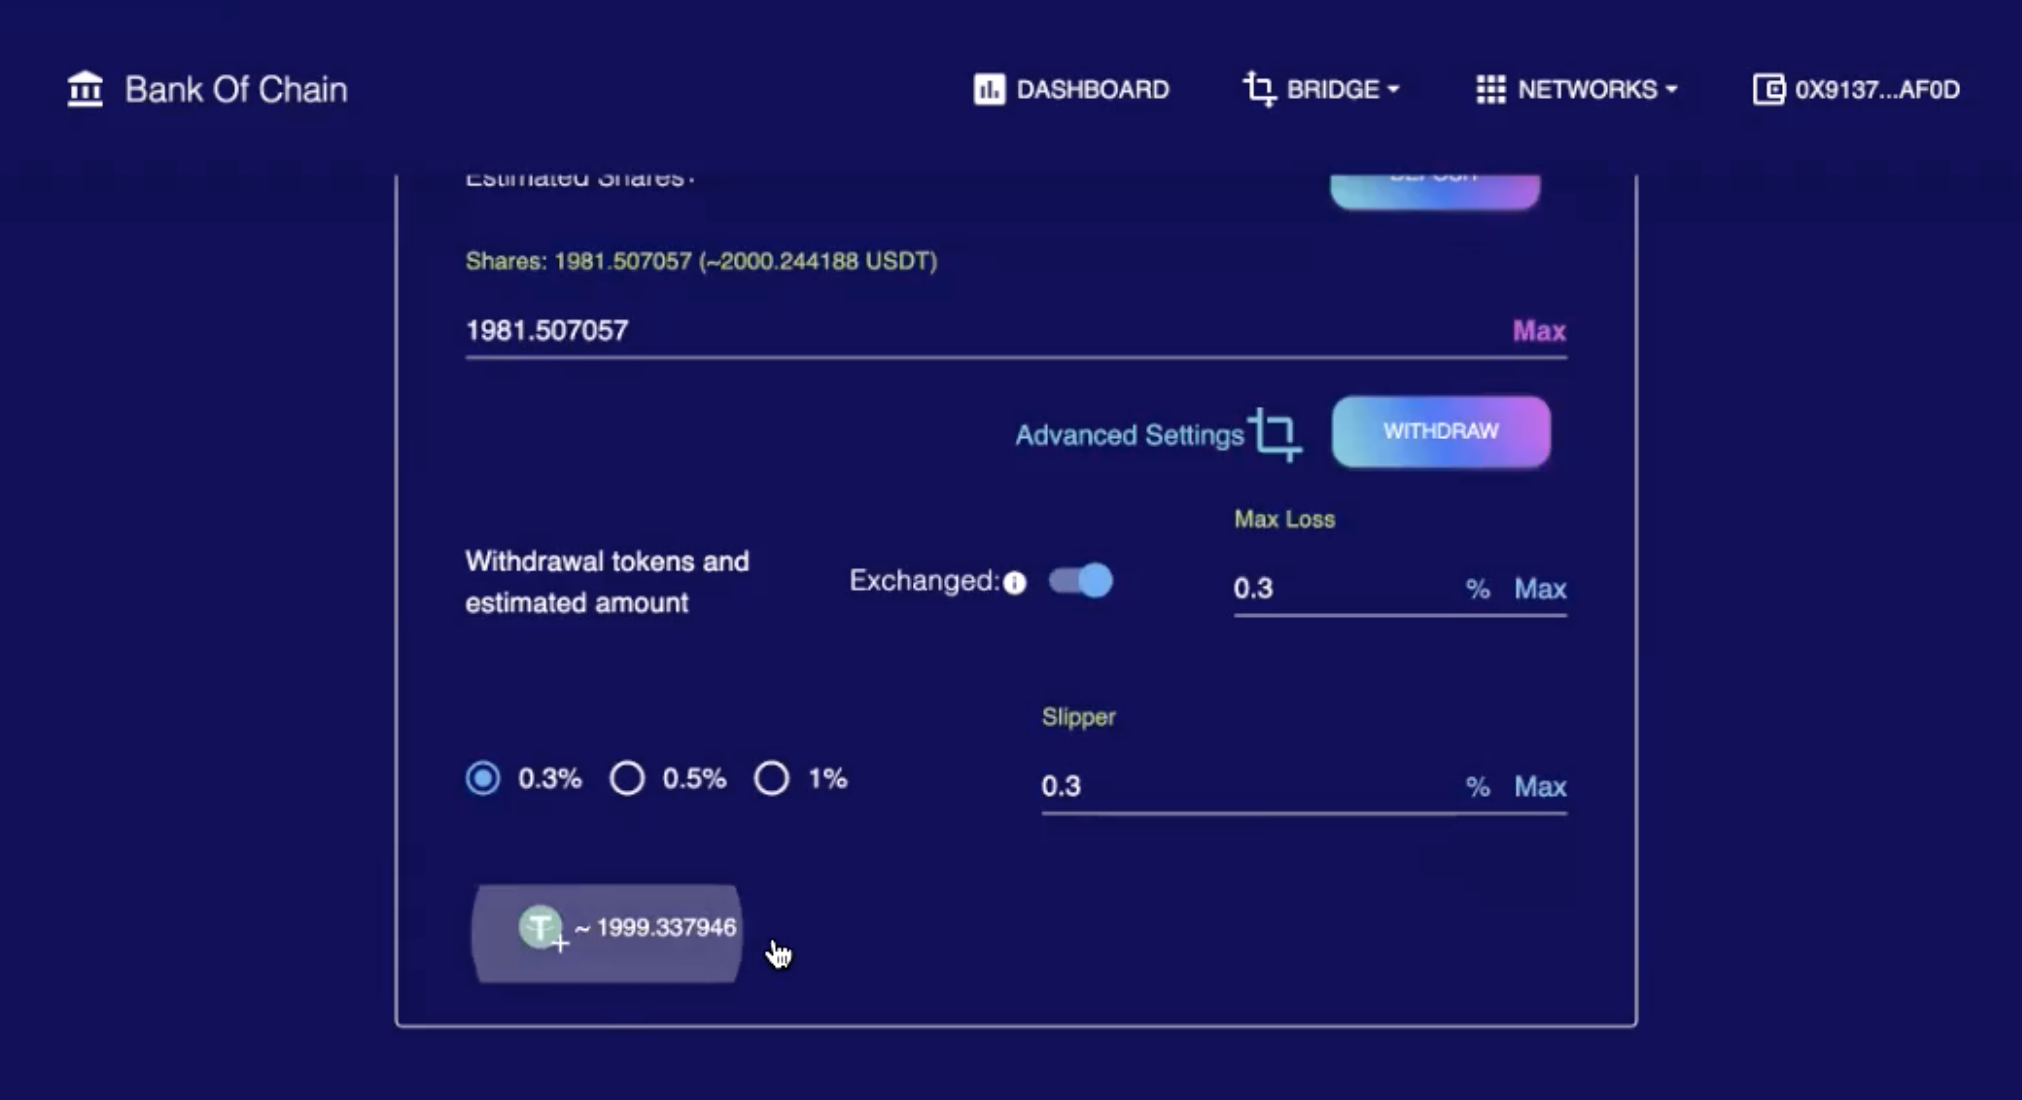 Bank Of Chain
DASHBOARD
BRIDGE
NETWORKS
0X9137...AF0D
Estimated Shares:
DEPOSIT
Shares: 1981.507057 (~2000.244188 USDT)
1981.507057
Max
Advanced Settings
WITHDRAW
Max Loss
Withdrawal tokens and
estimated amount
Exchanged:
0.3
% Max
Slipper
0.3% 0.5% 1%
0.3
% Max
~ 1999.337946